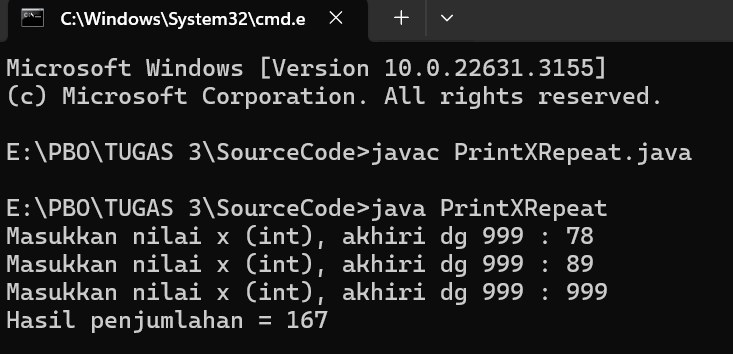 C:\Windows\System32\cmd.e
Microsoft Windows [Version 10.0.22631.3155]
(c) Microsoft Corporation. All rights reserved.
E:\PBO\TUGAS 3\SourceCode>javac PrintXRepeat.java
E:\PBO\TUGAS 3\SourceCode>java PrintXRepeat
Masukkan nilai x (int), akhiri dg 999 : 78
Masukkan nilai x (int), akhiri dg 999 : 89
Masukkan nilai x (int), akhiri dg 999 : 999
Hasil penjumlahan = 167